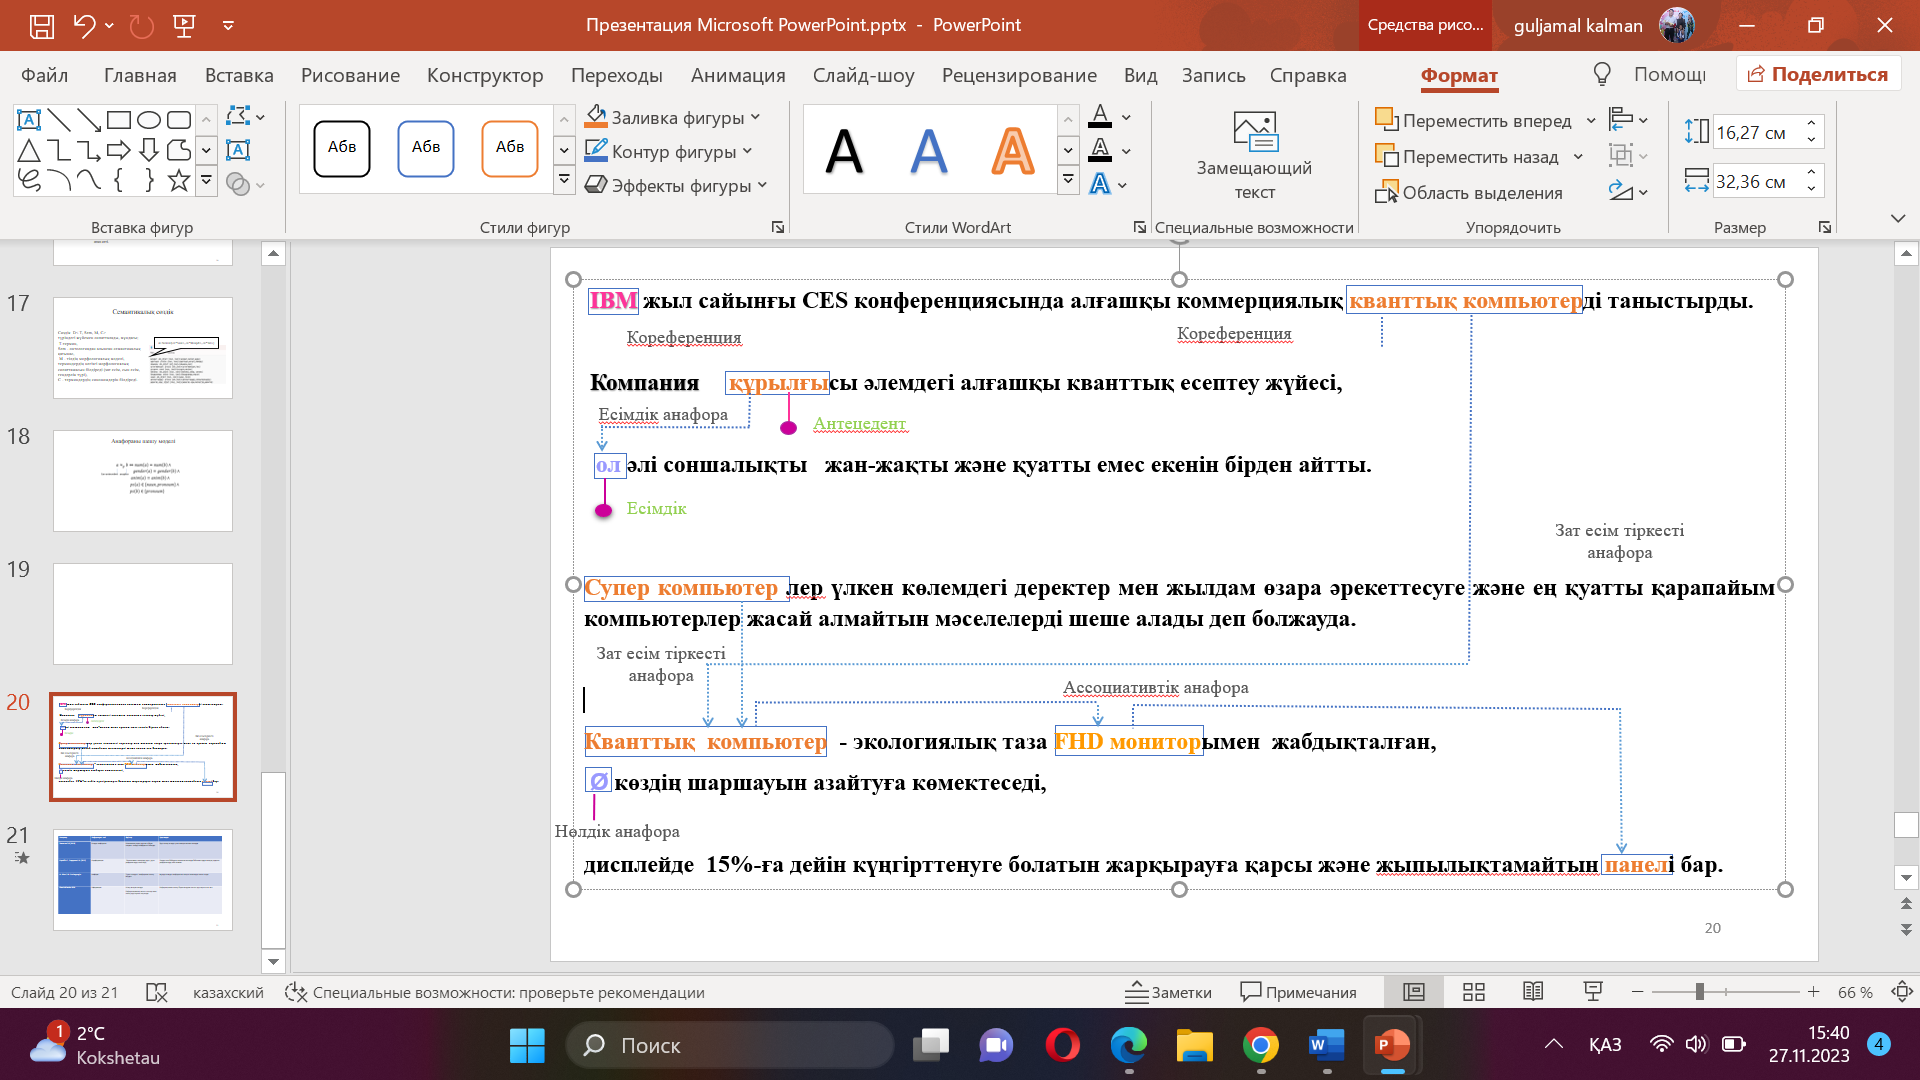 Презентация Microsoft PowerPoint.pptx - PowerPoint
Средства рисо...
guljamal kalman
Файл Главная Вставка Рисование Конструктор Переходы Анимация Слайд-шоу Рецензирование Вид Запись Справка Формат Помощь Поделиться
Абв Абв Абв
Заливка фигуры
Контур фигуры
Эффекты фигуры
Замещающий
текст
Переместить вперед
Переместить назад
Область выделения
16,27 см
32,36 см
Вставка фигур Стили фигур Стили WordArt Специальные возможности Упорядочить Размер
17
Семантикалық сөздік
18
Анафораны шешу моделі
19
20
21
IBM жыл сайынғы CES конференциясында алғашқы коммерциялық кванттық компьютерді таныстырды.
Кореференция Кореференция
Компания құрылғысы әлемдегі алғашқы кванттық есептеу жүйесі,
Есімдік анафора Антецедент
ол әлі соншалықты жан-жақты және қуатты емес екенін бірден айтты.
Есімдік
Зат есім тіркесті
анафора
Супер компьютер лер үлкен көлемдегі деректер мен жылдам өзара әрекеттесуге және ең қуатты қарапайым
компьютерлер жасай алмайтын мәселелерді шеше алады деп болжауда.
Зат есім тіркесті
анафора
Ассоциативтік анафора
Кванттық компьютер - экологиялық таза FHD мониторымен жабдықталған,
Ø көздің шаршауын азайтуға көмектеседі,
Нөлдік анафора
дисплейде 15%-ға дейін күңгірттенуге болатын жарқырауға қарсы және жыпылықтамайтын панелі бар.
20
Слайд 20 из 21 казахский Специальные возможности: проверьте рекомендации Заметки Примечания 66 %
1
2°C
Kokshetau
Поиск
ҚАЗ
15:40
27.11.2023
4